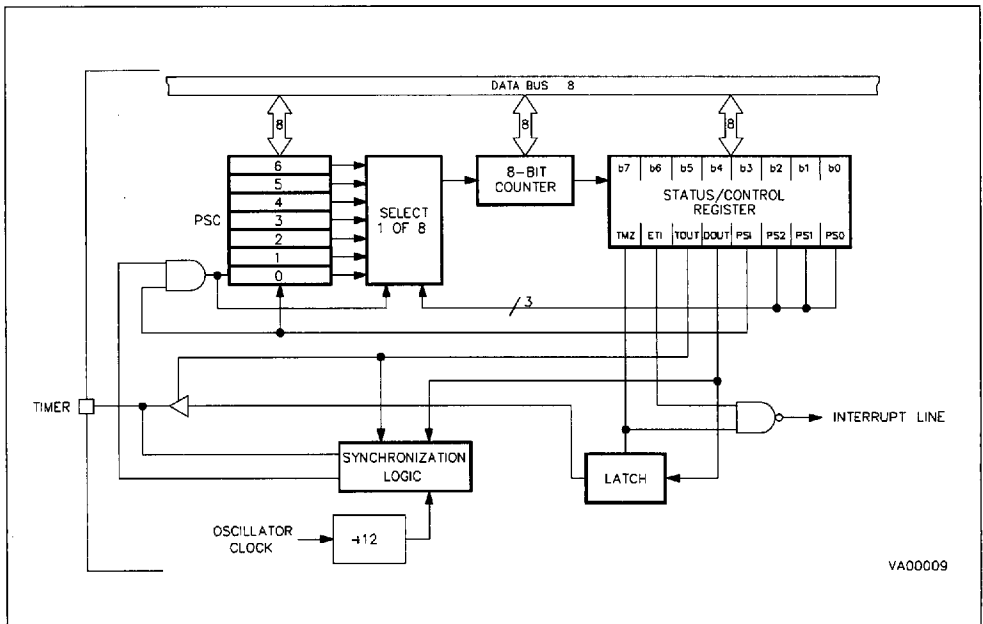 DATA BUS 8
8 8 8
6
5
4
3
2
1
0
PSC
SELECT
1 OF 8
8-BIT
COUNTER
b7 b6 b5 b4 b3 b2 b1 b0
STATUS/CONTROL
REGISTER
TMZ ETI TOUT DOUT PSI PS2 PS1 PS0
3
TIMER
INTERRUPT LINE
SYNCHRONIZATION
LOGIC
LATCH
OSCILLATOR
CLOCK
÷12
VA00009